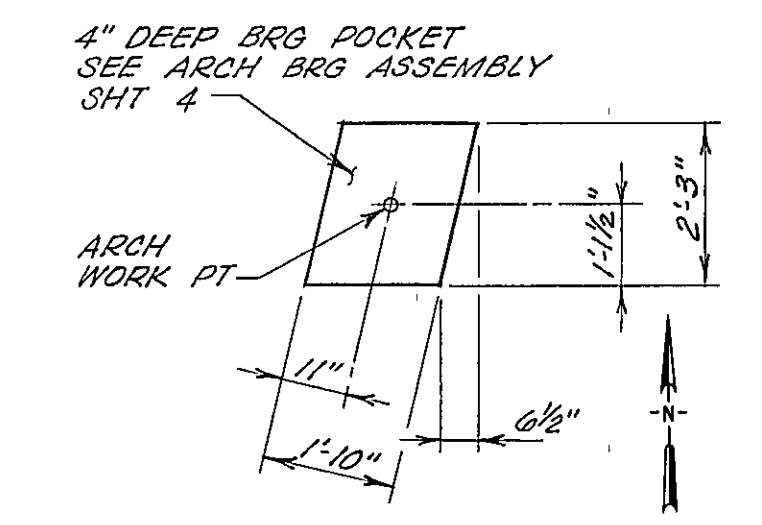 4" DEEP BRG POCKET
SEE ARCH BRG ASSEMBLY
SHT 4
ARCH
WORK PT
1'-1½"
2'-3"
11"
1'-10"
6½"
-N-